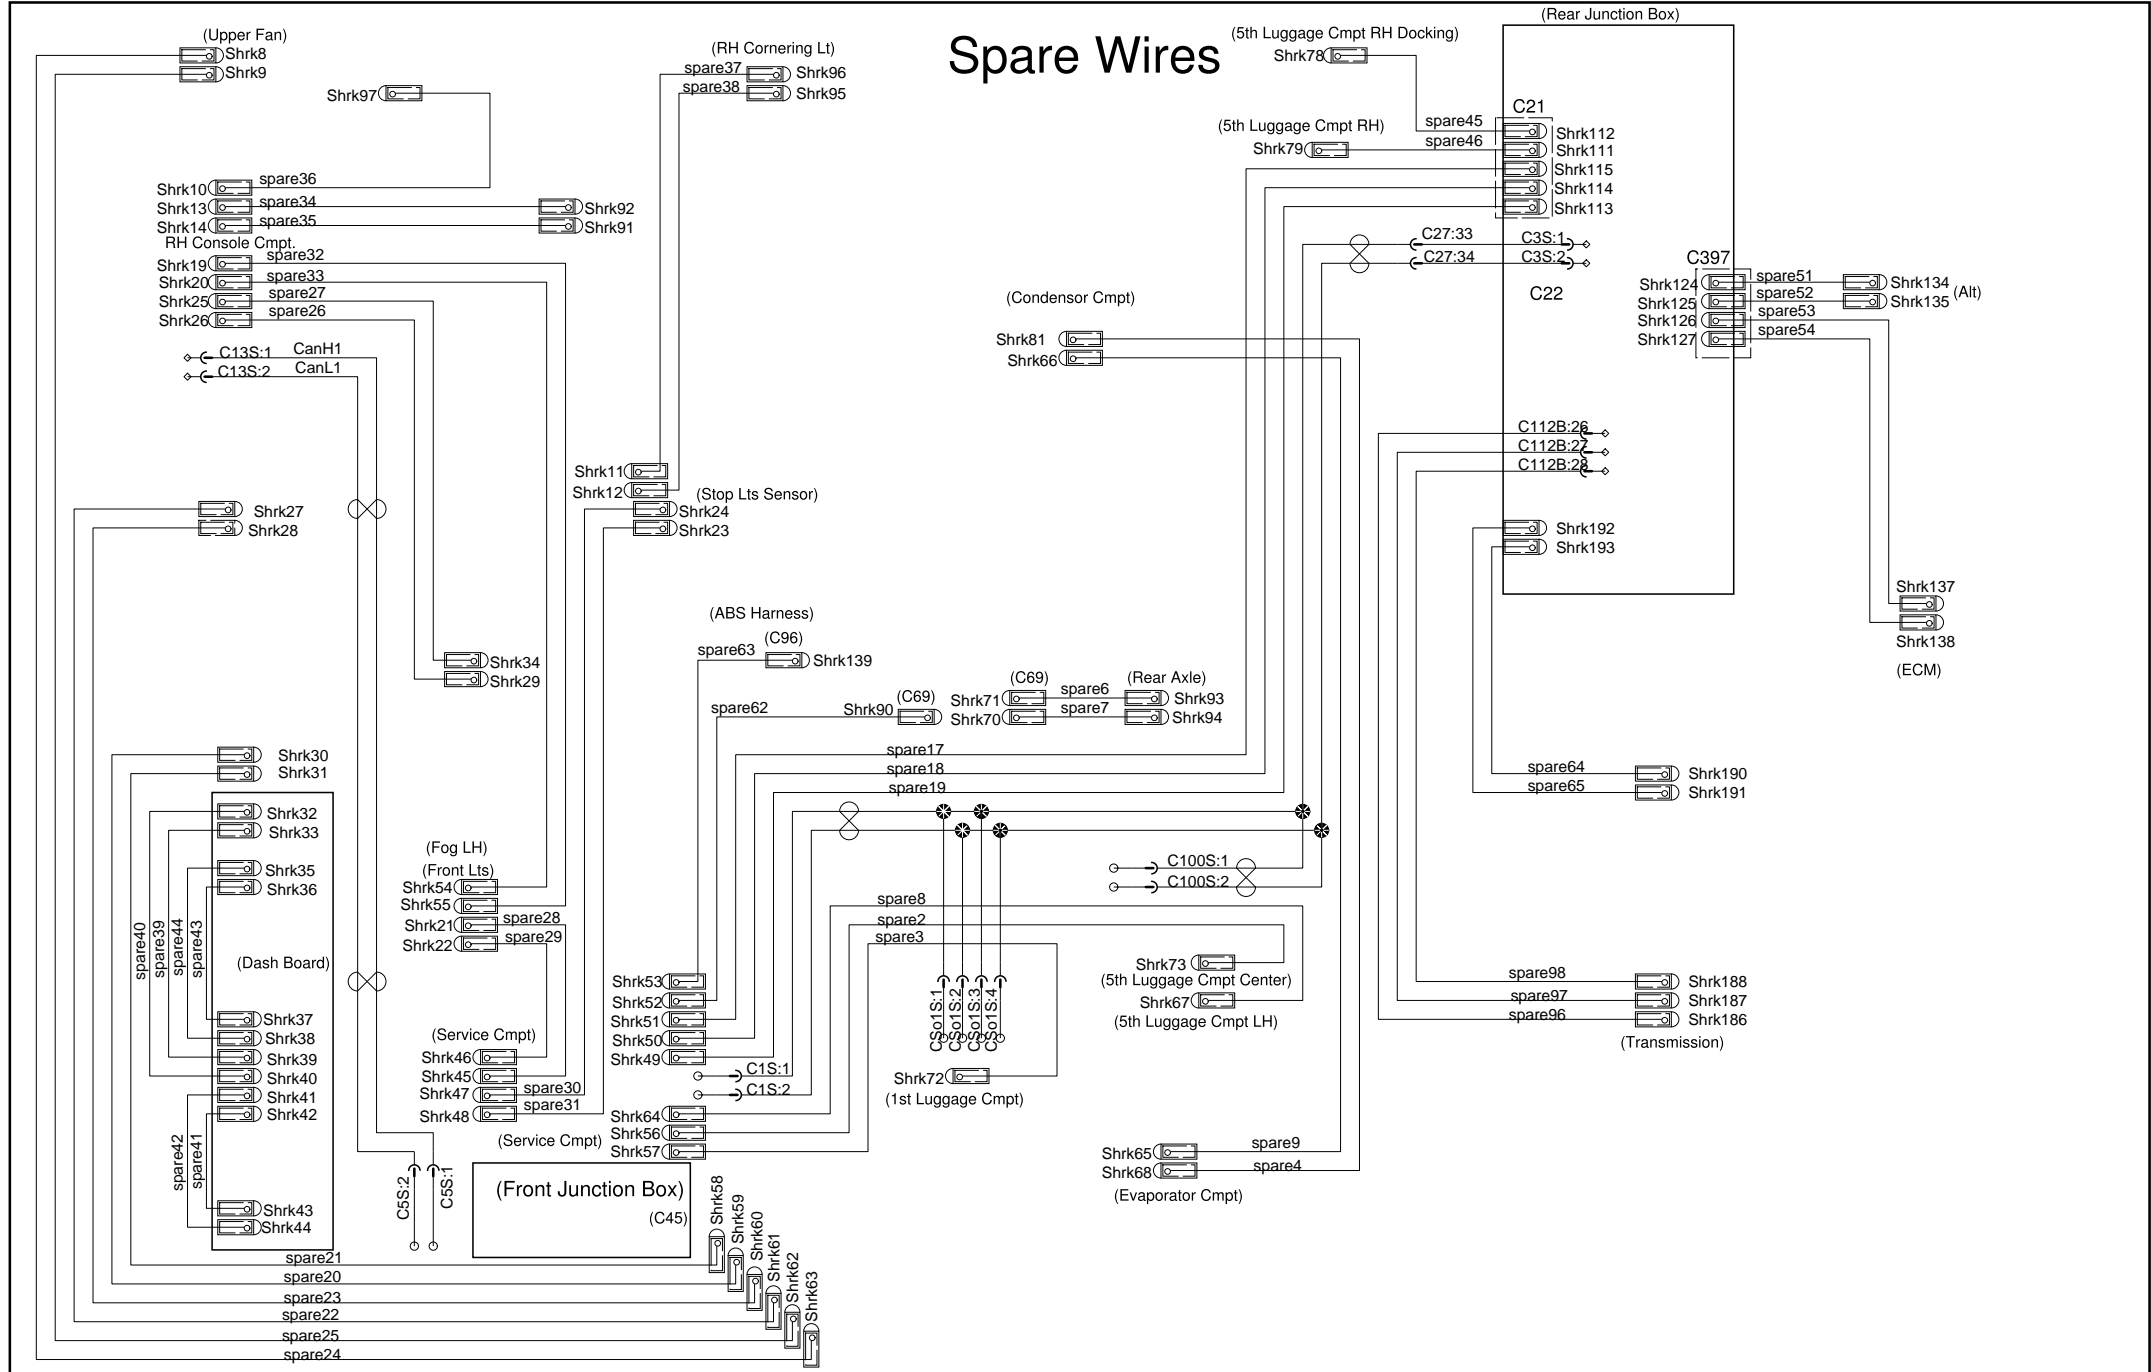 Spare Wires
(Upper Fan)
Shrk8
Shrk9
Shrk97
(RH Cornering Lt)
spare37
Shrk96
spare38
Shrk95
(5th Luggage Cmpt RH Docking)
Shrk78
(Rear Junction Box)
C21
(5th Luggage Cmpt RH)
spare45
Shrk112
Shrk79
spare46
Shrk111
Shrk115
Shrk114
Shrk113
Shrk10
spare36
Shrk13
spare34
Shrk92
Shrk14
spare35
Shrk91
RH Console Cmpt.
Shrk19
spare32
Shrk20
spare33
Shrk25
spare27
Shrk26
spare26
C13S:1
CanH1
C13S:2
CanL1
C27:33
C3S:1
C27:34
C3S:2
C22
C397
Shrk124
spare51
Shrk134
Shrk125
spare52
Shrk135
(Alt)
Shrk126
spare53
Shrk127
spare54
(Condensor Cmpt)
Shrk81
Shrk66
C112B:26
C112B:27
C112B:28
Shrk11
Shrk12
(Stop Lts Sensor)
Shrk24
Shrk23
Shrk27
Shrk28
Shrk192
Shrk193
Shrk137
Shrk138
(ECM)
(ABS Harness)
(C96)
spare63
Shrk139
Shrk34
Shrk29
(C69)
spare62
Shrk90
(C69)
(Rear Axle)
Shrk71
spare6
Shrk93
Shrk70
spare7
Shrk94
Shrk30
Shrk31
spare17
spare18
spare19
spare64
Shrk190
spare65
Shrk191
Shrk32
Shrk33
Shrk35
Shrk36
spare40
spare39
spare44
spare43
(Dash Board)
Shrk37
Shrk38
Shrk39
Shrk40
Shrk41
Shrk42
spare42
spare41
Shrk43
Shrk44
(Fog LH)
(Front Lts)
Shrk54
Shrk55
Shrk21
spare28
Shrk22
spare29
C100S:1
C100S:2
spare8
spare2
spare3
Shrk73
(5th Luggage Cmpt Center)
Shrk67
(5th Luggage Cmpt LH)
Shrk53
Shrk52
Shrk51
Shrk50
Shrk49
CSo1S:1
CSo1S:2
CSo1S:3
CSo1S:4
spare98
Shrk188
spare97
Shrk187
spare96
Shrk186
(Transmission)
(Service Cmpt)
Shrk46
Shrk45
Shrk47
spare30
Shrk48
spare31
C1S:1
C1S:2
Shrk72
(1st Luggage Cmpt)
Shrk64
Shrk56
Shrk57
(Service Cmpt)
Shrk65
spare9
Shrk68
spare4
(Evaporator Cmpt)
C5S:2
C5S:1
(Front Junction Box)
(C45)
Shrk58
Shrk59
Shrk60
Shrk61
Shrk62
Shrk63
spare21
spare20
spare23
spare22
spare25
spare24